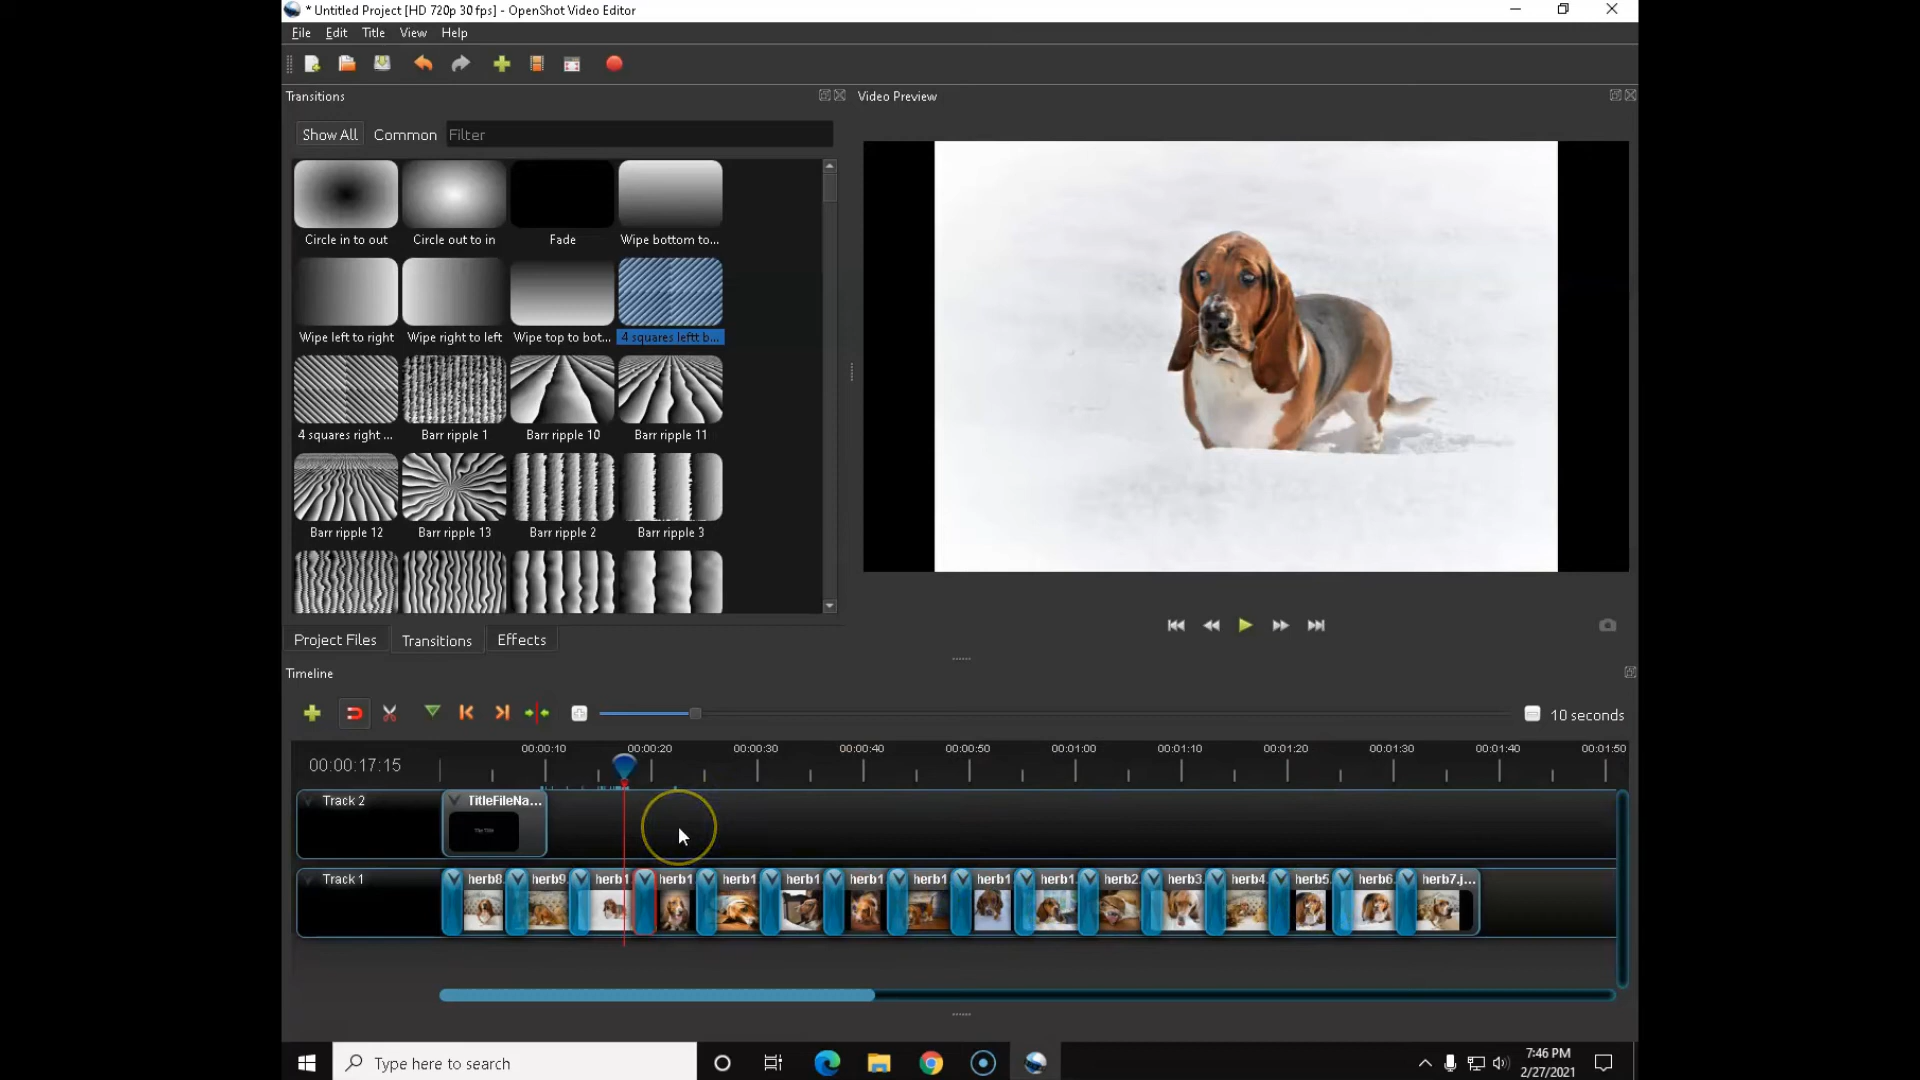 * Untitled Project [HD 720p 30 fps] - OpenShot Video Editor
File Edit Title View Help
Transitions
Video Preview
Show All Common Filter
Circle in to out Circle out to in Fade Wipe bottom to...
Wipe left to right Wipe right to left Wipe top to bot... 4 squares leftt b...
4 squares right ... Barr ripple 1 Barr ripple 10 Barr ripple 11
Barr ripple 12 Barr ripple 13 Barr ripple 2 Barr ripple 3
Project Files Transitions Effects
Timeline
10 seconds
00:00:10 00:00:20 00:00:30 00:00:40 00:00:50 00:01:00 00:01:10 00:01:20 00:01:30 00:01:40 00:01:50
00:00:17:15
Track 2 TitleFileNa...
Track 1 herb8. herb9. herb1 herb1 herb1 herb1 herb1 herb1 herb1 herb1. herb2. herb3. herb4. herb5. herb6. herb7.j...
Type here to search
7:46 PM
2/27/2021